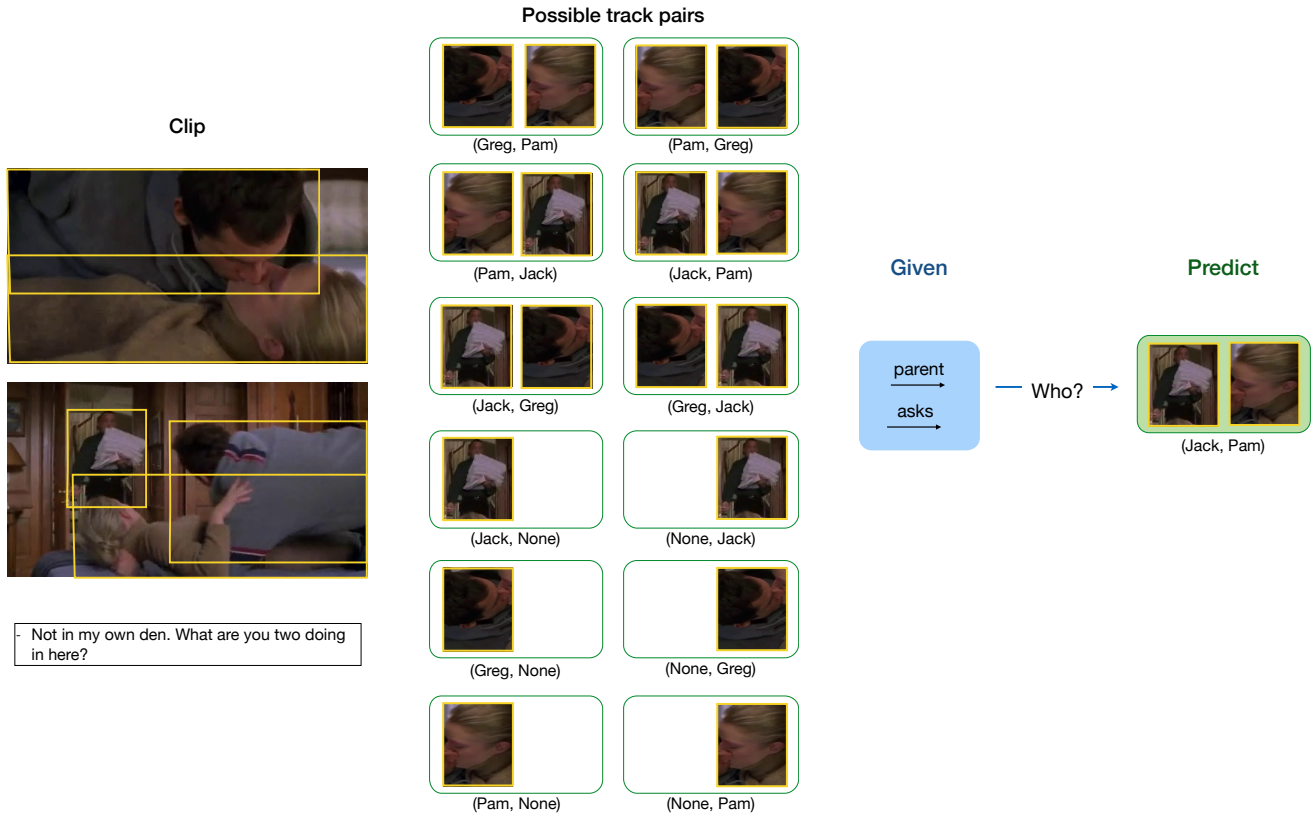 Possible track pairs
Clip
(Greg, Pam)
(Pam, Greg)
(Pam, Jack)
(Jack, Pam)
(Jack, Greg)
(Greg, Jack)
(Jack, None)
(None, Jack)
(Greg, None)
(None, Greg)
(Pam, None)
(None, Pam)
- Not in my own den. What are you two doing
in here?
Given
parent
asks
Who?
Predict
(Jack, Pam)